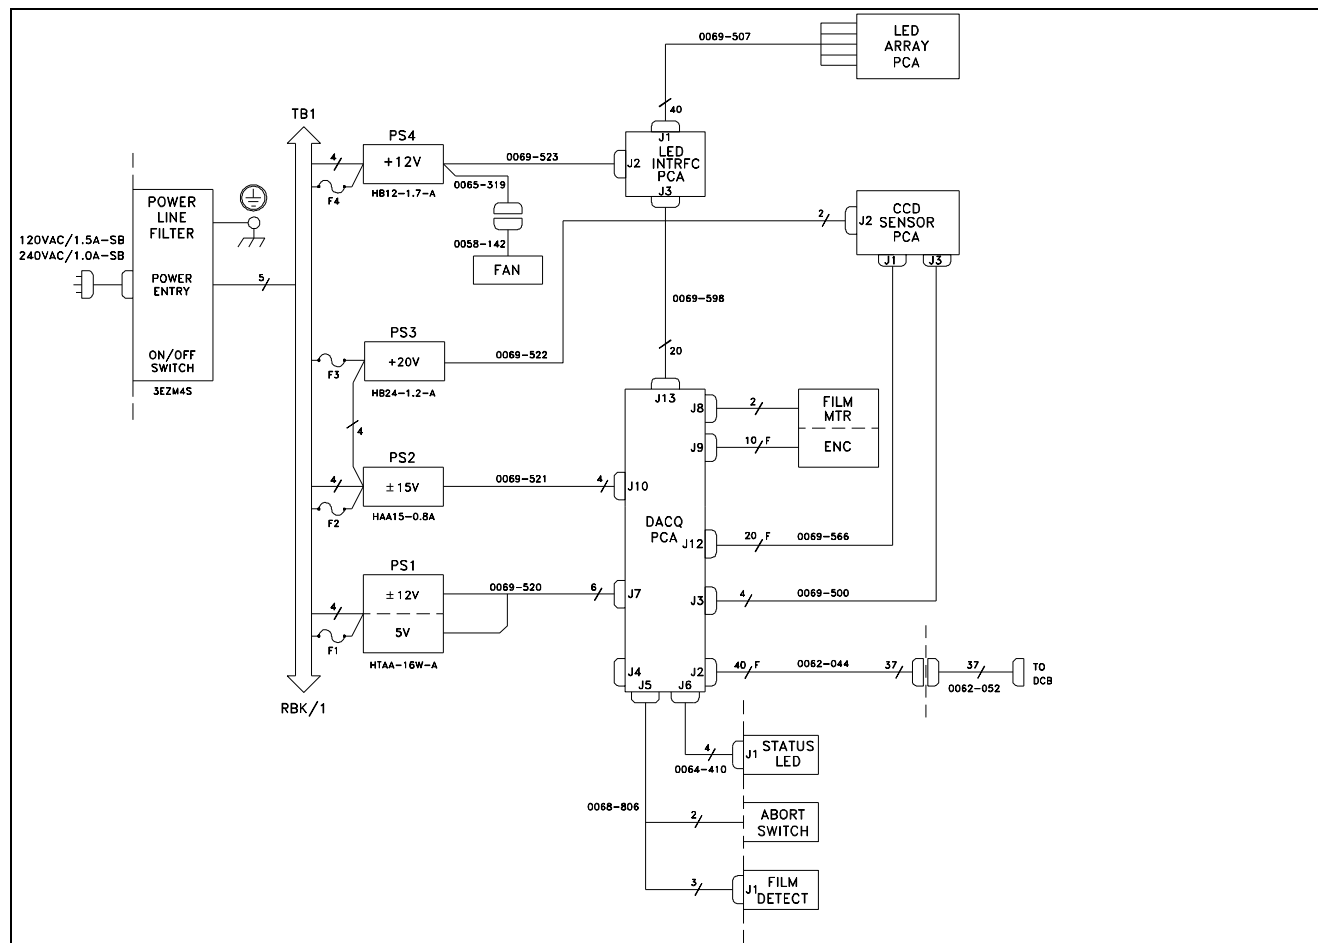 0069-507
LED
ARRAY
PCA
40
TB1
PS4
4
+12V
HB12-1.7-A
F4
0069-523
0065-319
0058-142
FAN
J1
J2
LED
INTRFC
PCA
J3
POWER
LINE
FILTER
120VAC/1.5A-SB
240VAC/1.0A-SB
POWER
ENTRY
5
ON/OFF
SWITCH
3EZM4S
2
J2
CCD
SENSOR
PCA
J1
J3
0069-598
20
PS3
+20V
HB24-1.2-A
F3
0069-522
4
J13
J8
2
FILM
MTR
J9
10
F
ENC
PS2
4
±15V
HAA15-0.8A
F2
0069-521
4
J10
DACQ
PCA
J12
20
F
0069-566
PS1
±12V
4
5V
F1
HTAA-16W-A
0069-520
6
J7
J3
4
0069-500
J4
J2
40
F
0062-044
37
37
0062-052
TO
DCB
J5
J6
RBK/1
4
0064-410
J1
STATUS
LED
0068-806
2
ABORT
SWITCH
3
J1
FILM
DETECT